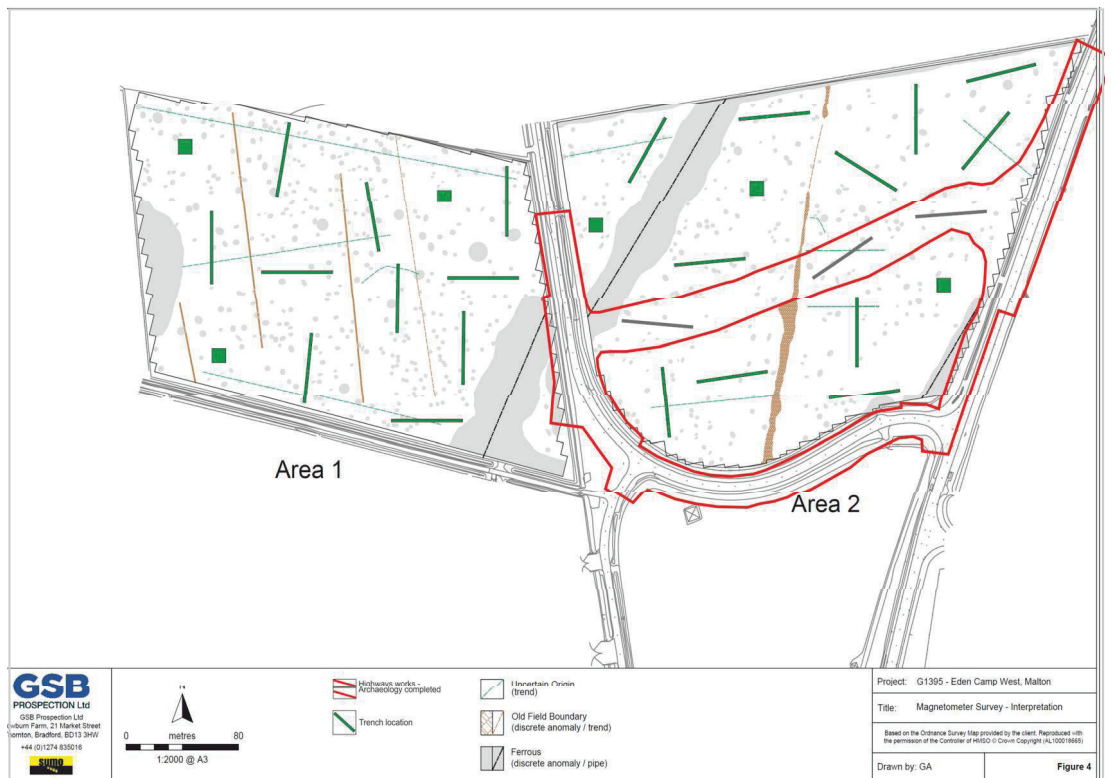 Area 1
Area 2
GSB
PROSPECTION Ltd
GSB Prospection Ltd
wburn Farm, 21 Market Street
ornton, Bradford, BD13 3HW
+44 (0)1274 835016
sumo
N
0 metres 80
1:2000 @ A3
Highways works -
Archaeology completed
Trench location
Uncertain Origin
(trend)
Old Field Boundary
(discrete anomaly / trend)
Ferrous
(discrete anomaly / pipe)
Project: G1395 - Eden Camp West, Malton
Title: Magnetometer Survey - Interpretation
Based on the Ordnance Survey Map provided by the client. Reproduced with
the permission of the Controller of HMSO © Crown Copyright (AL100018665)
Drawn by: GA
Figure 4